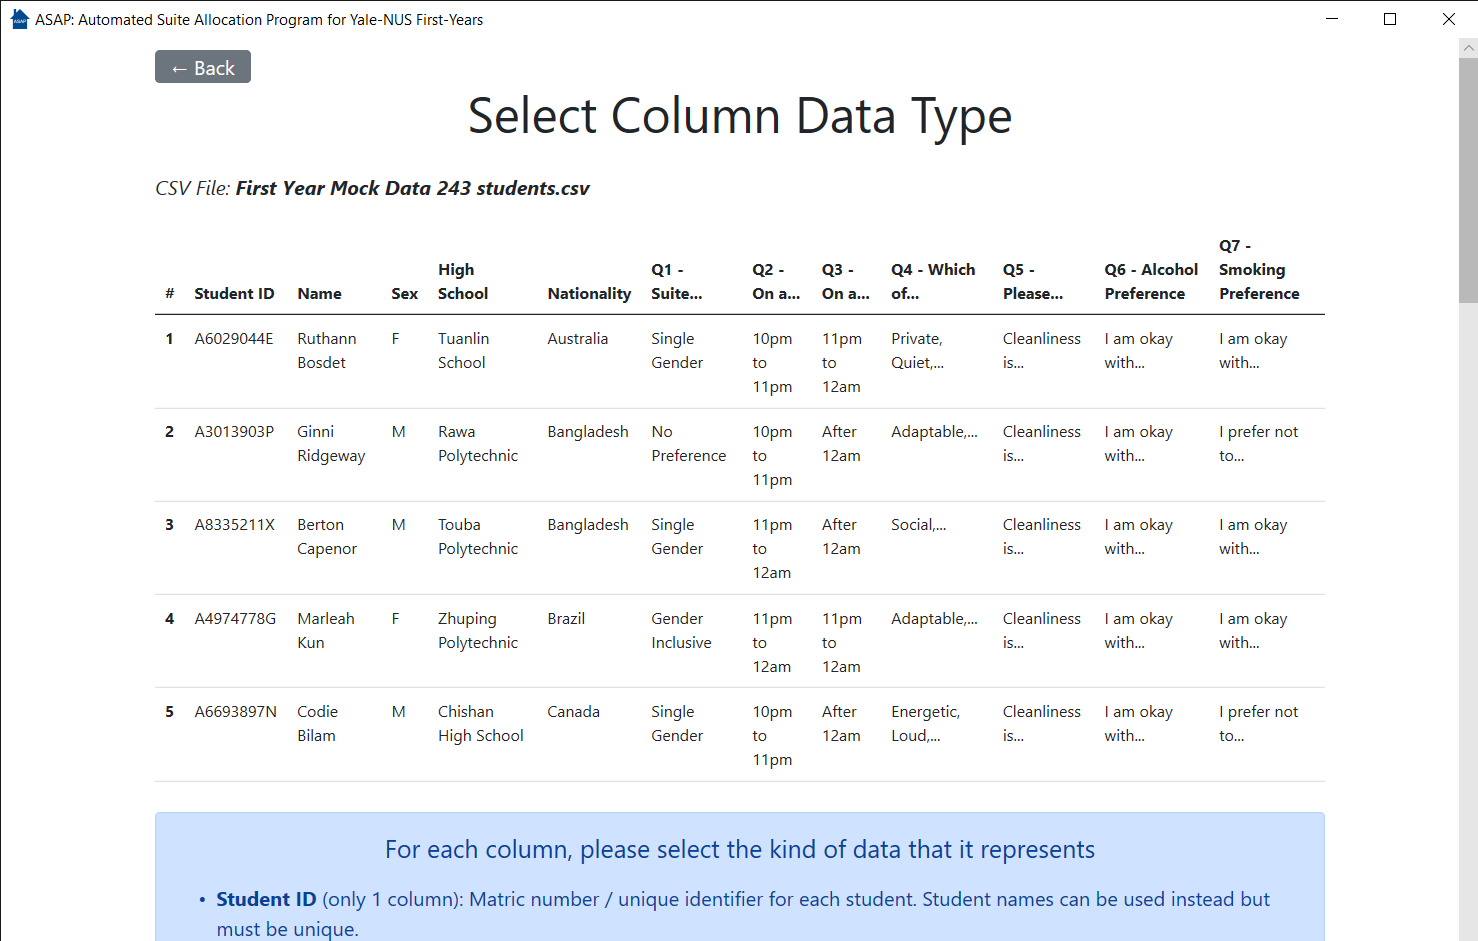 ASAP: Automated Suite Allocation Program for Yale-NUS First-Years
← Back
Select Column Data Type
CSV File: First Year Mock Data 243 students.csv
# Student ID Name Sex High School Nationality Q1 - Suite... Q2 - On a... Q3 - On a... Q4 - Which of... Q5 - Please... Q6 - Alcohol Preference Q7 - Smoking Preference
1 A6029044E Ruthann Bosdet F Tuanlin School Australia Single Gender 10pm to 11pm 11pm to 12am Private, Quiet,... Cleanliness is... I am okay with... I am okay with...
2 A3013903P Ginni Ridgeway M Rawa Polytechnic Bangladesh No Preference 10pm to 11pm After 12am Adaptable,... Cleanliness is... I am okay with... I prefer not to...
3 A8335211X Berton Capenor M Touba Polytechnic Bangladesh Single Gender 11pm to 12am After 12am Social,... Cleanliness is... I am okay with... I am okay with...
4 A4974778G Marleah Kun F Zhuping Polytechnic Brazil Gender Inclusive 11pm to 12am 11pm to 12am Adaptable,... Cleanliness is... I am okay with... I am okay with...
5 A6693897N Codie Bilam M Chishan High School Canada Single Gender 10pm to 11pm After 12am Energetic, Loud,... Cleanliness is... I am okay with... I prefer not to...
For each column, please select the kind of data that it represents
• Student ID (only 1 column): Matric number / unique identifier for each student. Student names can be used instead but
must be unique.